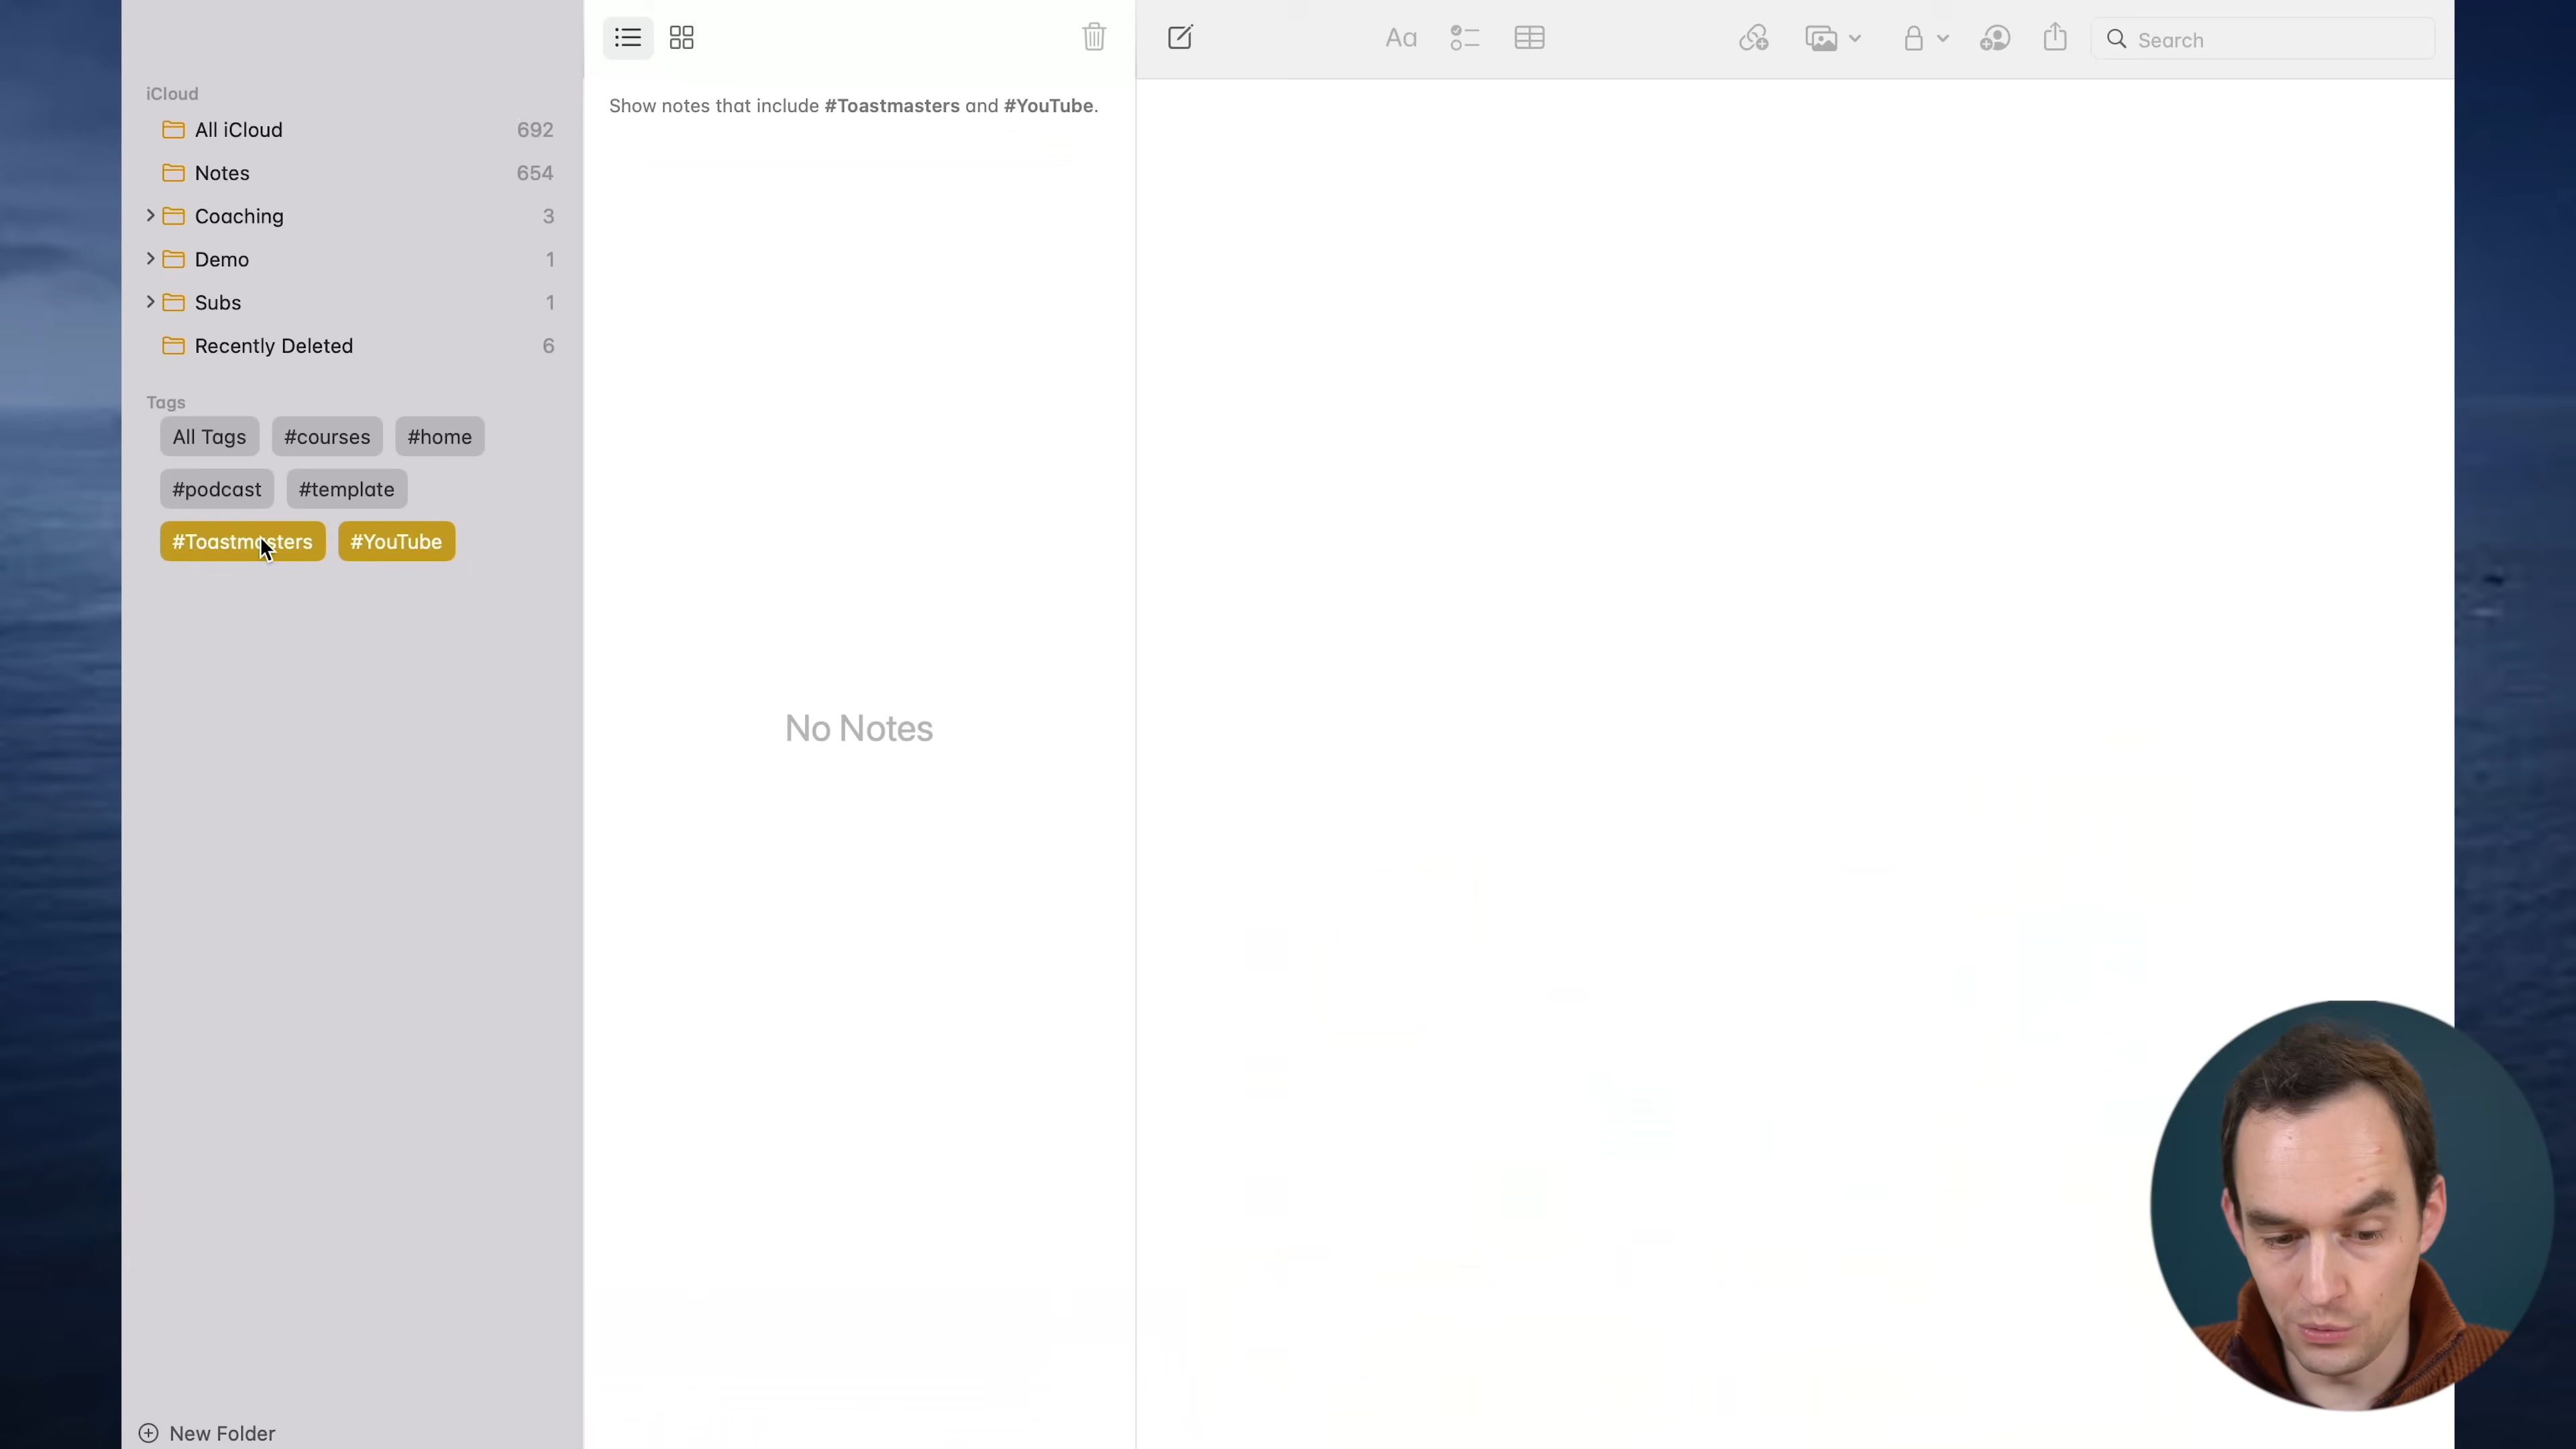 Search
iCloud
Show notes that include #Toastmasters and #YouTube.
All iCloud 692
Notes 654
Coaching 3
Demo 1
Subs 1
Recently Deleted 6
Tags
All Tags #courses #home
#podcast #template
#Toastmasters #YouTube
No Notes
New Folder
Aa